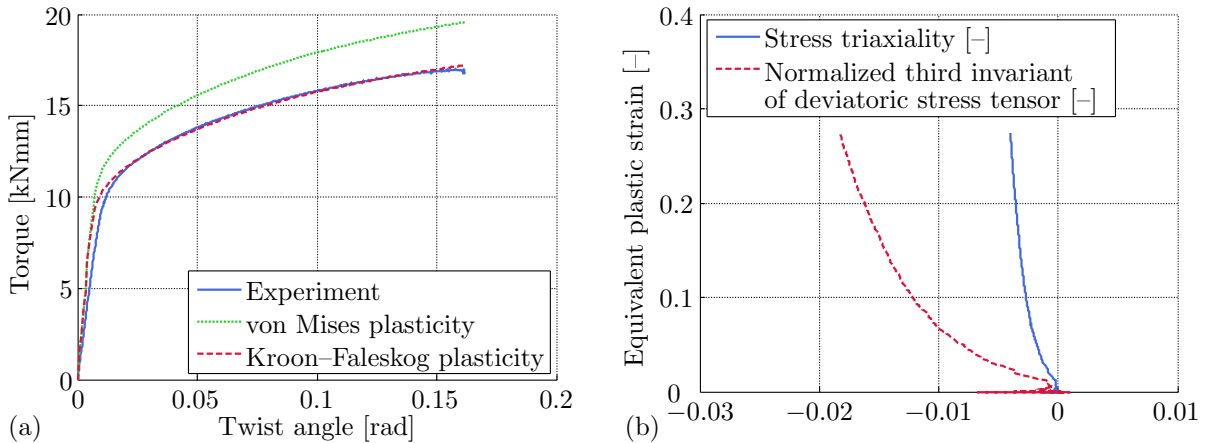 20
15
10
5
0
Torque [kNmm]
Experiment
von Mises plasticity
Kroon–Faleskog plasticity
0
0.05
0.1
0.15
0.2
Twist angle [rad]
(a)
0.4
0.3
0.2
0.1
0
Equivalent plastic strain [–]
Stress triaxiality [–]
Normalized third invariant
of deviatoric stress tensor [–]
−0.03
−0.02
−0.01
0
0.01
(b)